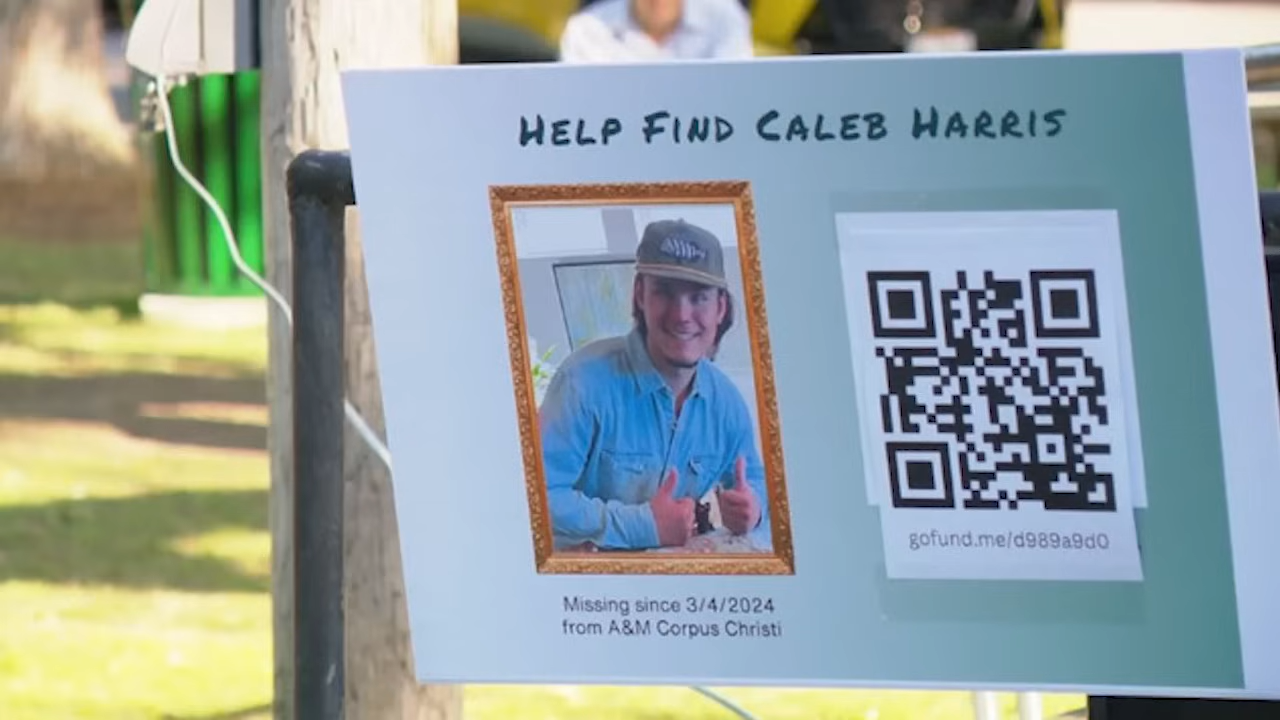 HELP FIND CALEB HARRIS
Missing since 3/4/2024
from A&M Corpus Christi
gofund.me/d989a9d0